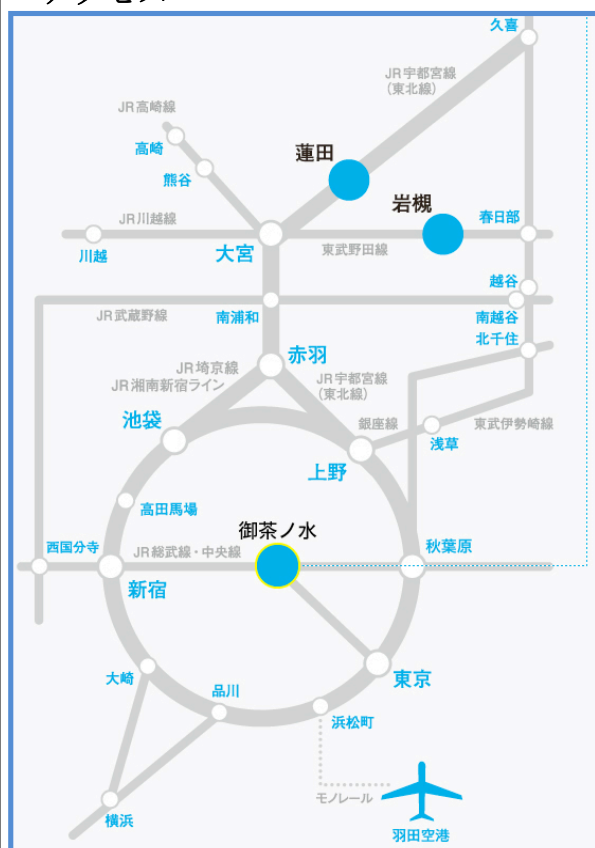 アクセス
久喜
JR宇都宮線
(東北線)
JR高崎線
高崎
蓮田
熊谷
岩槻
JR川越線
春日部
川越
大宮
東武野田線
越谷
JR武蔵野線
南浦和
南越谷
北千住
赤羽
JR埼京線
JR湘南新宿ライン
JR宇都宮線
(東北線)
池袋
銀座線
東武伊勢崎線
浅草
上野
高田馬場
御茶ノ水
西国分寺
JR総武線・中央線
秋葉原
新宿
大崎
東京
品川
浜松町
モノレール
横浜
羽田空港